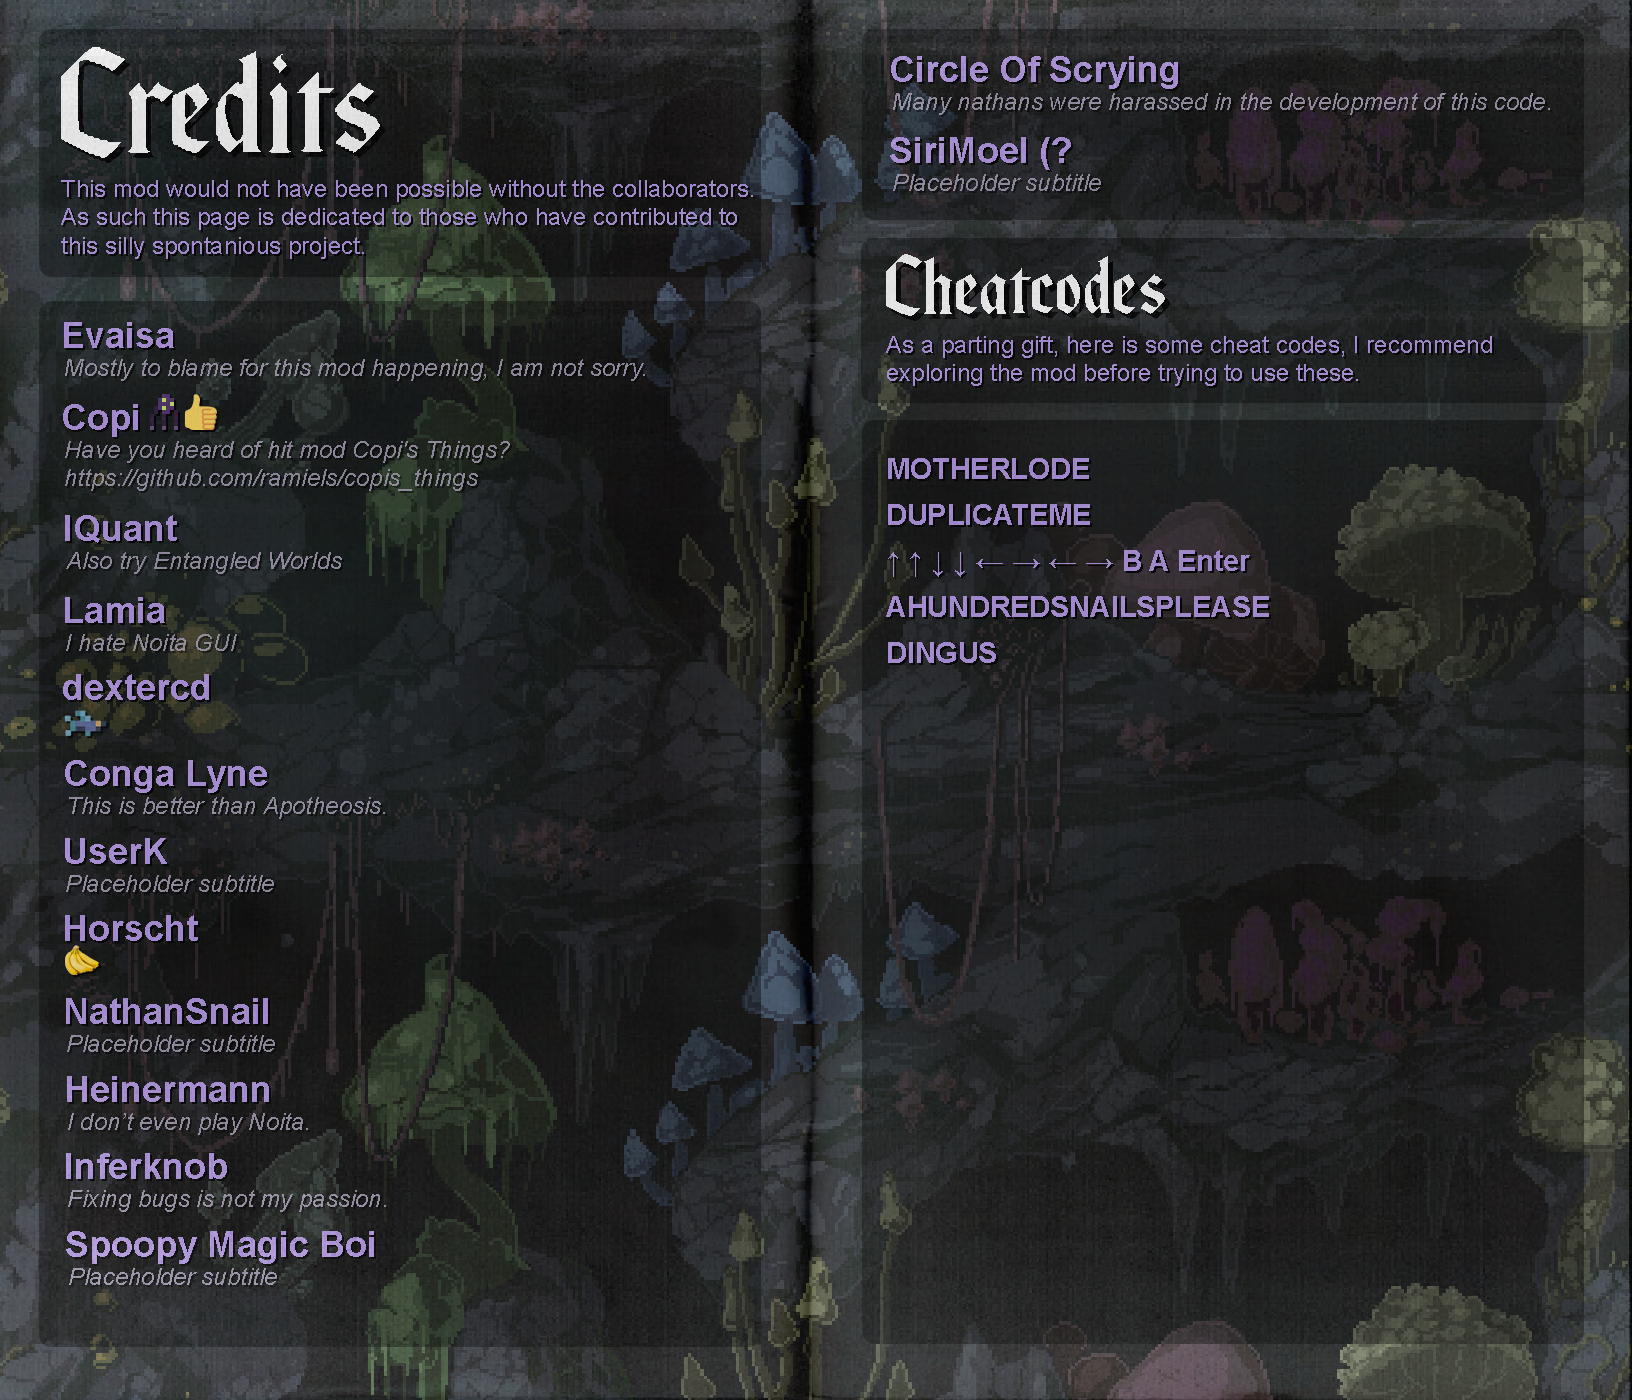 Credits
This mod would not have been possible without the collaborators.
As such this page is dedicated to those who have contributed to
this silly spontanious project.
Evaisa
Mostly to blame for this mod happening, I am not sorry.
Copi 👍
Have you heard of hit mod Copi's Things?
https://github.com/ramiels/copis_things
IQuant
Also try Entangled Worlds
Lamia
I hate Noita GUI
dextercd
Conga Lyne
This is better than Apotheosis.
UserK
Placeholder subtitle
Horscht
🍌
NathanSnail
Placeholder subtitle
Heinermann
I don't even play Noita.
Inferknob
Fixing bugs is not my passion.
Spoopy Magic Boi
Placeholder subtitle
Circle Of Scrying
Many nathans were harassed in the development of this code.
SiriMoel (?
Placeholder subtitle
Cheatcodes
As a parting gift, here is some cheat codes, I recommend
exploring the mod before trying to use these.
MOTHERLODE
DUPLICATEME
↑ ↑ ↓ ↓ ← → ← → B A Enter
AHUNDREDSNAILSPLEASE
DINGUS